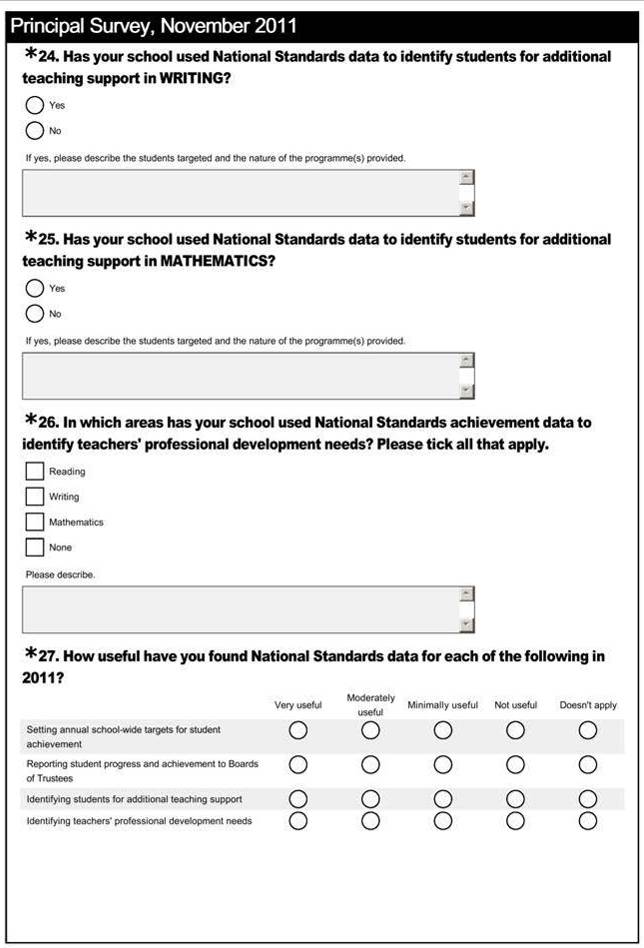 Principal Survey, November 2011
*24. Has your school used National Standards data to identify students for additional
teaching support in WRITING?
Yes
No
If yes, please describe the students targeted and the nature of the programme(s) provided.
*25. Has your school used National Standards data to identify students for additional
teaching support in MATHEMATICS?
Yes
No
If yes, please describe the students targeted and the nature of the programme(s) provided.
*26. In which areas has your school used National Standards achievement data to
identify teachers' professional development needs? Please tick all that apply.
Reading
Writing
Mathematics
None
Please describe.
*27. How useful have you found National Standards data for each of the following in
2011?
Very useful Moderately useful Minimally useful Not useful Doesn't apply
Setting annual school-wide targets for student
achievement
Reporting student progress and achievement to Boards
of Trustees
Identifying students for additional teaching support
Identifying teachers' professional development needs